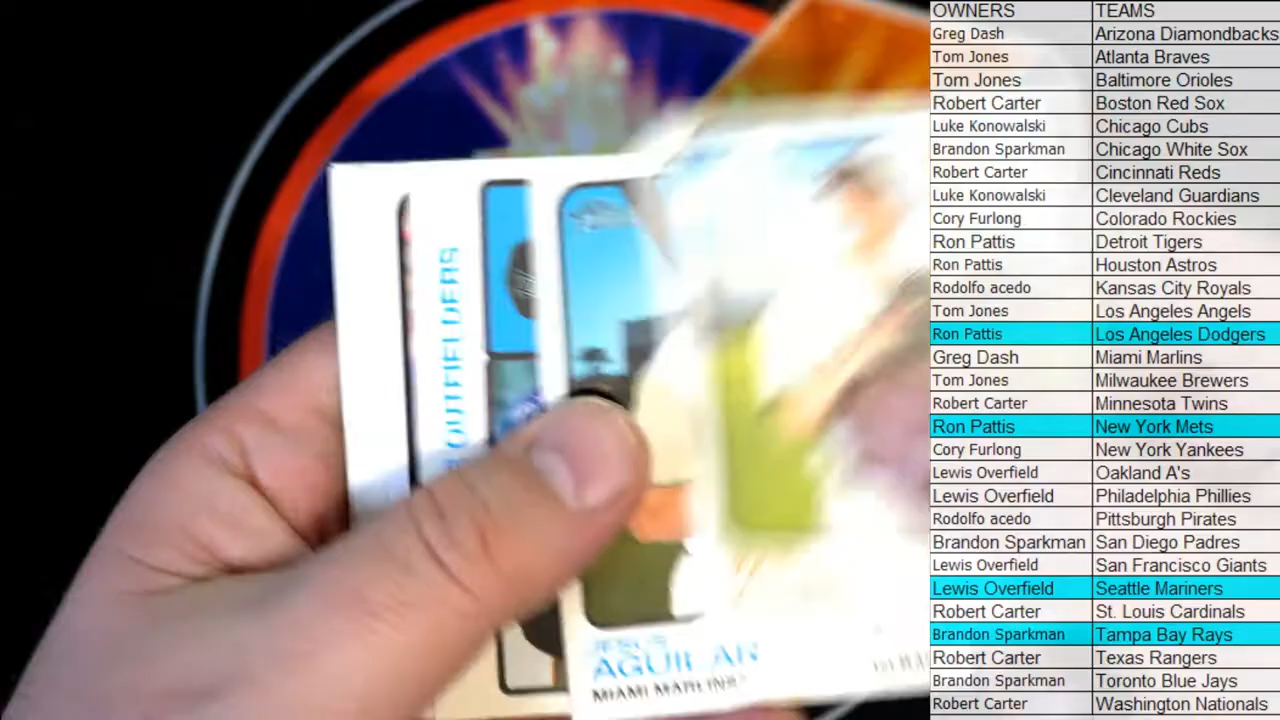 OUTFIELDERS
JESUS
AGUILAR
MIAMI MARLINS
OWNERS TEAMS
Greg Dash Arizona Diamondbacks
Tom Jones Atlanta Braves
Tom Jones Baltimore Orioles
Robert Carter Boston Red Sox
Luke Konowalski Chicago Cubs
Brandon Sparkman Chicago White Sox
Robert Carter Cincinnati Reds
Luke Konowalski Cleveland Guardians
Cory Furlong Colorado Rockies
Ron Pattis Detroit Tigers
Ron Pattis Houston Astros
Rodolfo acedo Kansas City Royals
Tom Jones Los Angeles Angels
Ron Pattis Los Angeles Dodgers
Greg Dash Miami Marlins
Tom Jones Milwaukee Brewers
Robert Carter Minnesota Twins
Ron Pattis New York Mets
Cory Furlong New York Yankees
Lewis Overfield Oakland A's
Lewis Overfield Philadelphia Phillies
Rodolfo acedo Pittsburgh Pirates
Brandon Sparkman San Diego Padres
Lewis Overfield San Francisco Giants
Lewis Overfield Seattle Mariners
Robert Carter St. Louis Cardinals
Brandon Sparkman Tampa Bay Rays
Robert Carter Texas Rangers
Brandon Sparkman Toronto Blue Jays
Robert Carter Washington Nationals